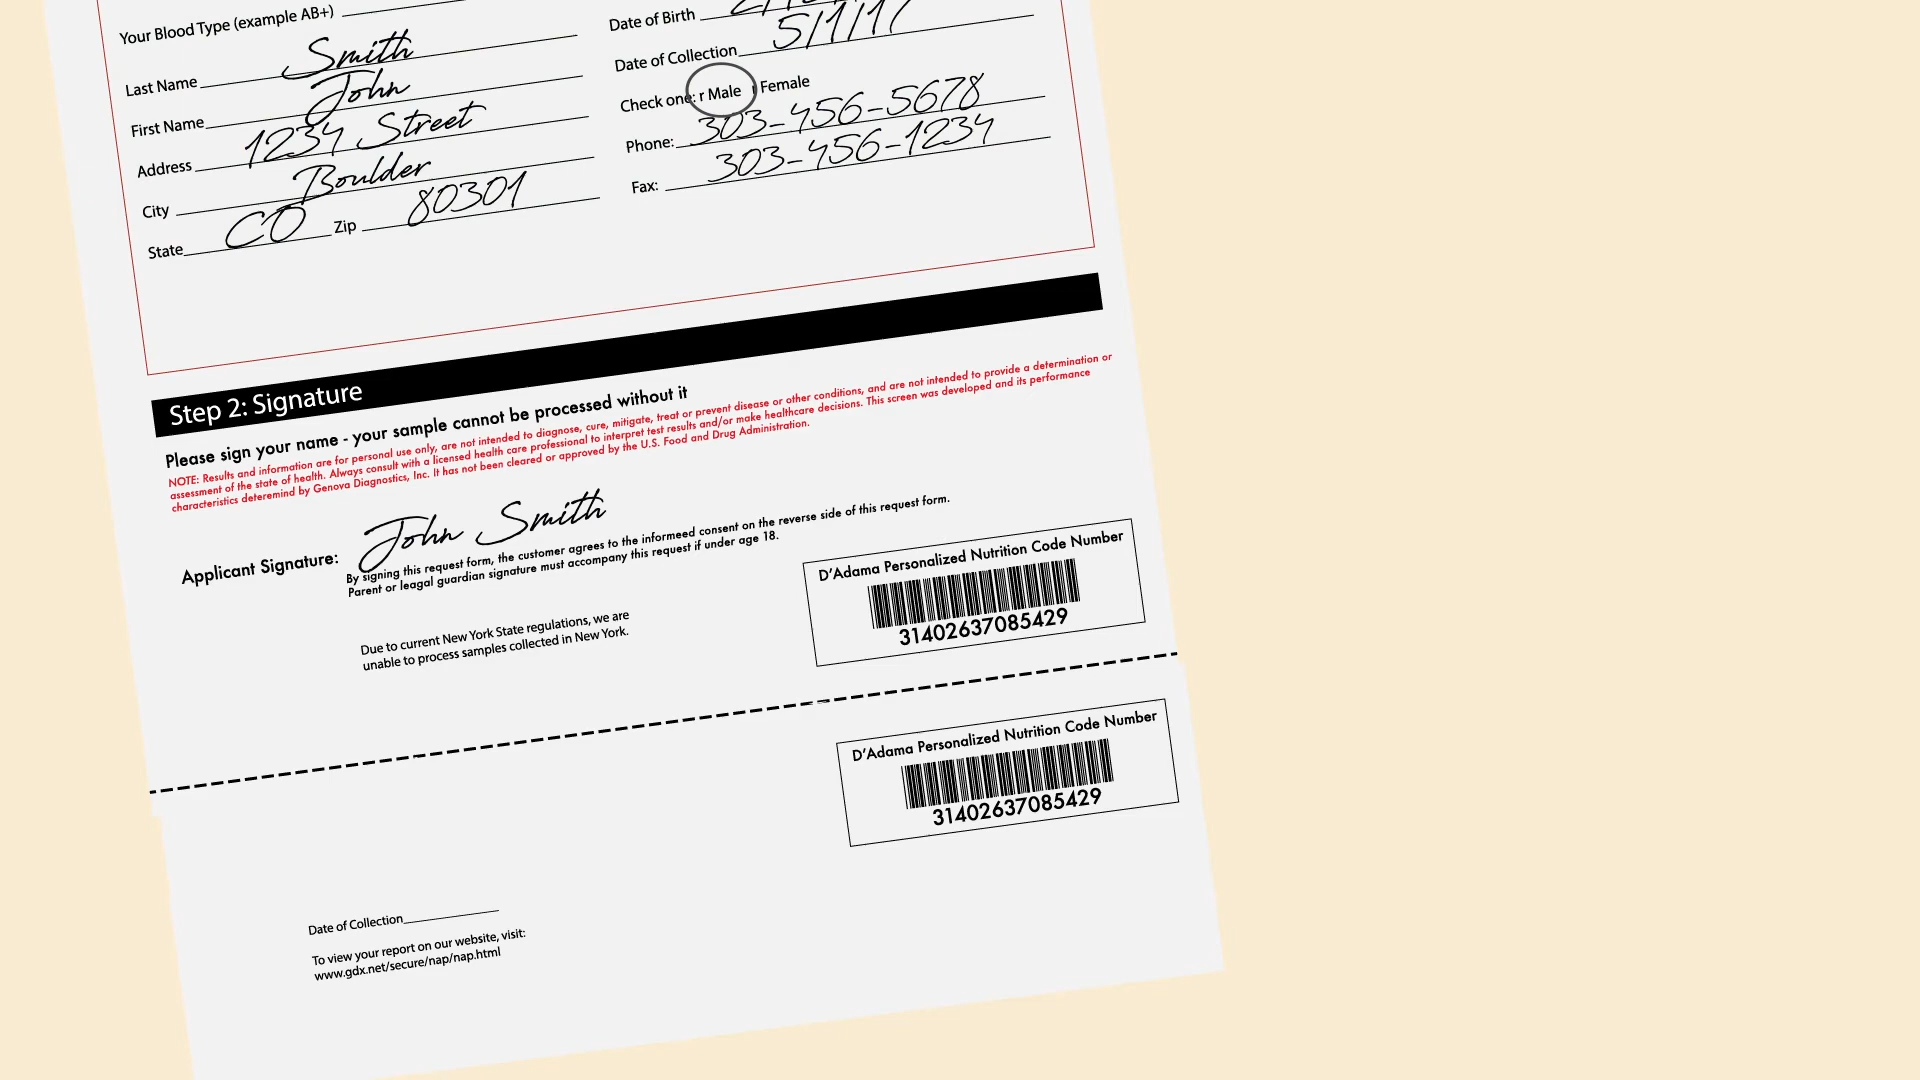 Your Blood Type (example AB+)
Last Name Smith
First Name John
Address 1234 Street
City Boulder
State CO Zip 80301
Date of Birth
Date of Collection 5/1/17
Check one: r Male Female
Phone: 303-456-5678
Fax: 303-456-1234
Step 2: Signature
Please sign your name - your sample cannot be processed without it
NOTE: Results and information are for personal use only, are not intended to diagnose, cure, mitigate, treat or prevent disease or other conditions, and are not intended to provide a determination or
assessment of the state of health. Always consult with a licensed health care professional to interpret test results and/or make healthcare decisions. This screen was developed and its performance
characteristics deteremind by Genova Diagnostics, Inc. It has not been cleared or approved by the U.S. Food and Drug Administration.
Applicant Signature: John Smith
By signing this request form, the customer agrees to the informeed consent on the reverse side of this request form.
Parent or leagal guardian signature must accompany this request if under age 18.
Due to current New York State regulations, we are
unable to process samples collected in New York.
D'Adama Personalized Nutrition Code Number
31402637085429
D'Adama Personalized Nutrition Code Number
31402637085429
Date of Collection
To view your report on our website, visit:
www.gdx.net/secure/nap/nap.html